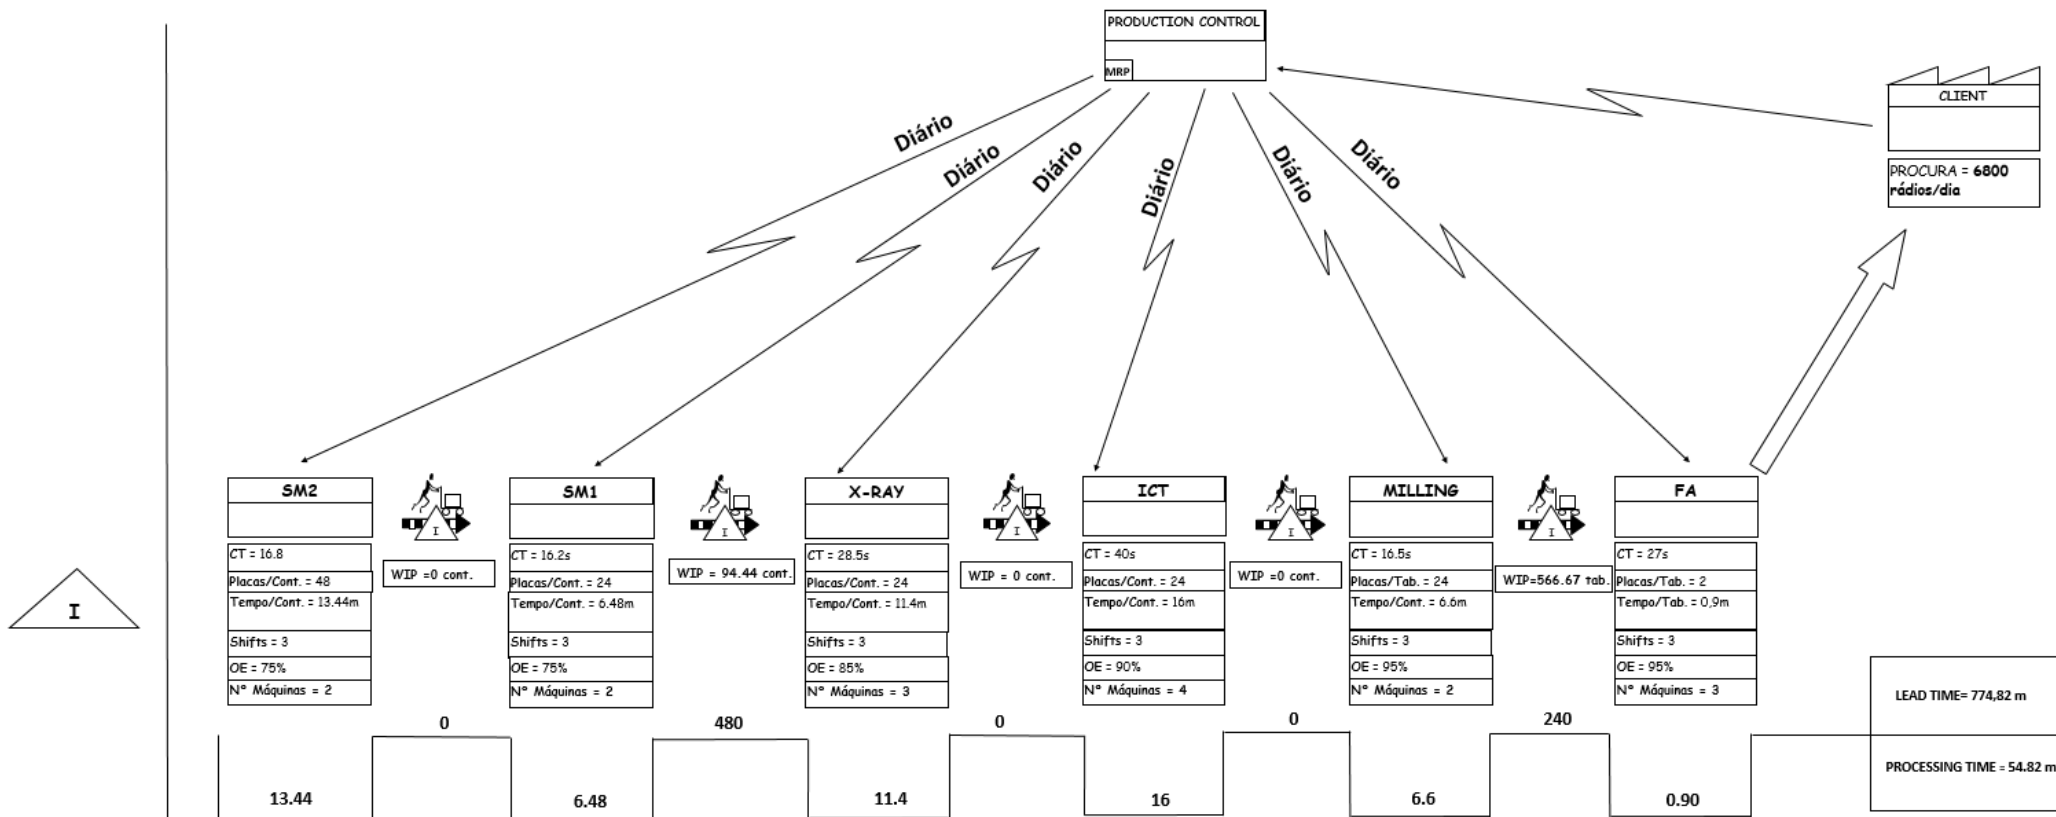 PRODUCTION CONTROL
MRP
CLIENT
PROCURA = 6800
rádios/dia
Diário
Diário
Diário
Diário
Diário
Diário
I
SM2
CT = 16.8
Placas/Cont. = 48
Tempo/Cont. = 13.44m
Shifts = 3
OE = 75%
Nº Máquinas = 2
I
WIP =0 cont.
SM1
CT = 16.2s
Placas/Cont. = 24
Tempo/Cont. = 6.48m
Shifts = 3
OE = 75%
Nº Máquinas = 2
I
WIP = 94.44 cont.
X-RAY
CT = 28.5s
Placas/Cont. = 24
Tempo/Cont. = 11.4m
Shifts = 3
OE = 85%
Nº Máquinas = 3
I
WIP = 0 cont.
ICT
CT = 40s
Placas/Cont. = 24
Tempo/Cont. = 16m
Shifts = 3
OE = 90%
Nº Máquinas = 4
I
WIP =0 cont.
MILLING
CT = 16.5s
Placas/Tab. = 24
Tempo/Cont. = 6.6m
Shifts = 3
OE = 95%
Nº Máquinas = 2
I
WIP=566.67 tab.
FA
CT = 27s
Placas/Tab. = 2
Tempo/Tab. = 0,9m
Shifts = 3
OE = 95%
Nº Máquinas = 3
0
480
0
0
240
13.44
6.48
11.4
16
6.6
0.90
LEAD TIME= 774,82 m
PROCESSING TIME = 54.82 m